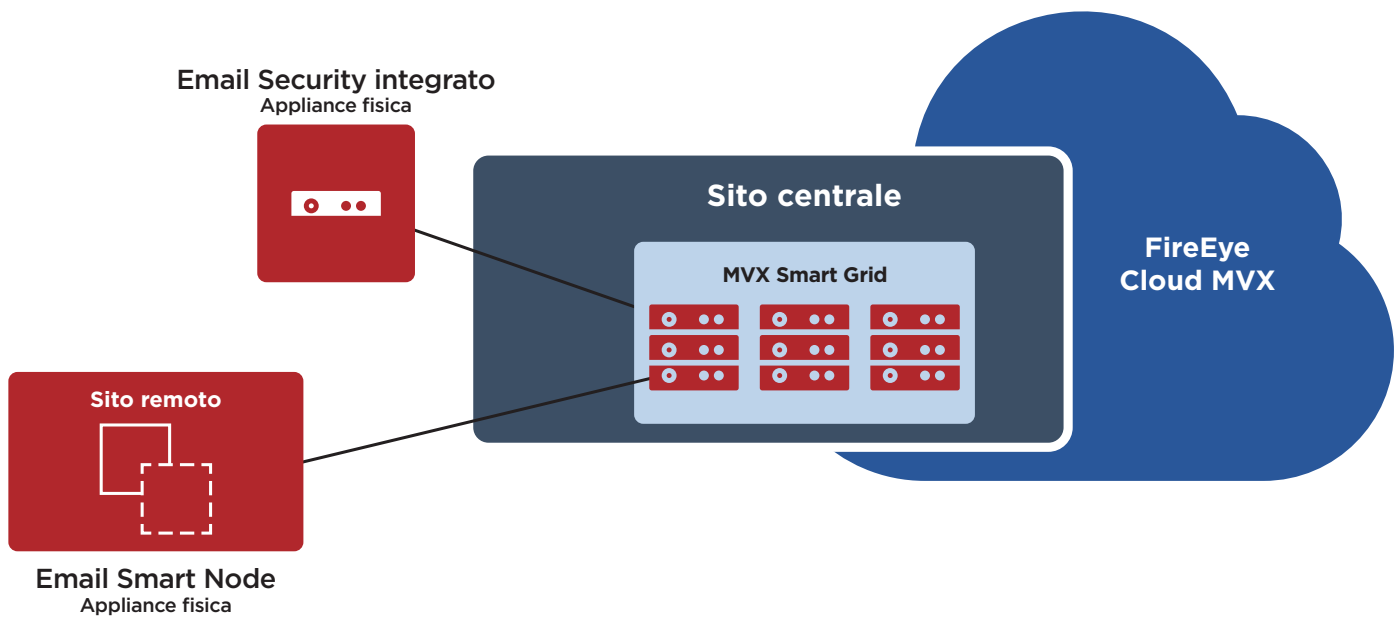 Email Security integrato
Appliance fisica
Sito centrale
MVX Smart Grid
FireEye
Cloud MVX
Sito remoto
Email Smart Node
Appliance fisica